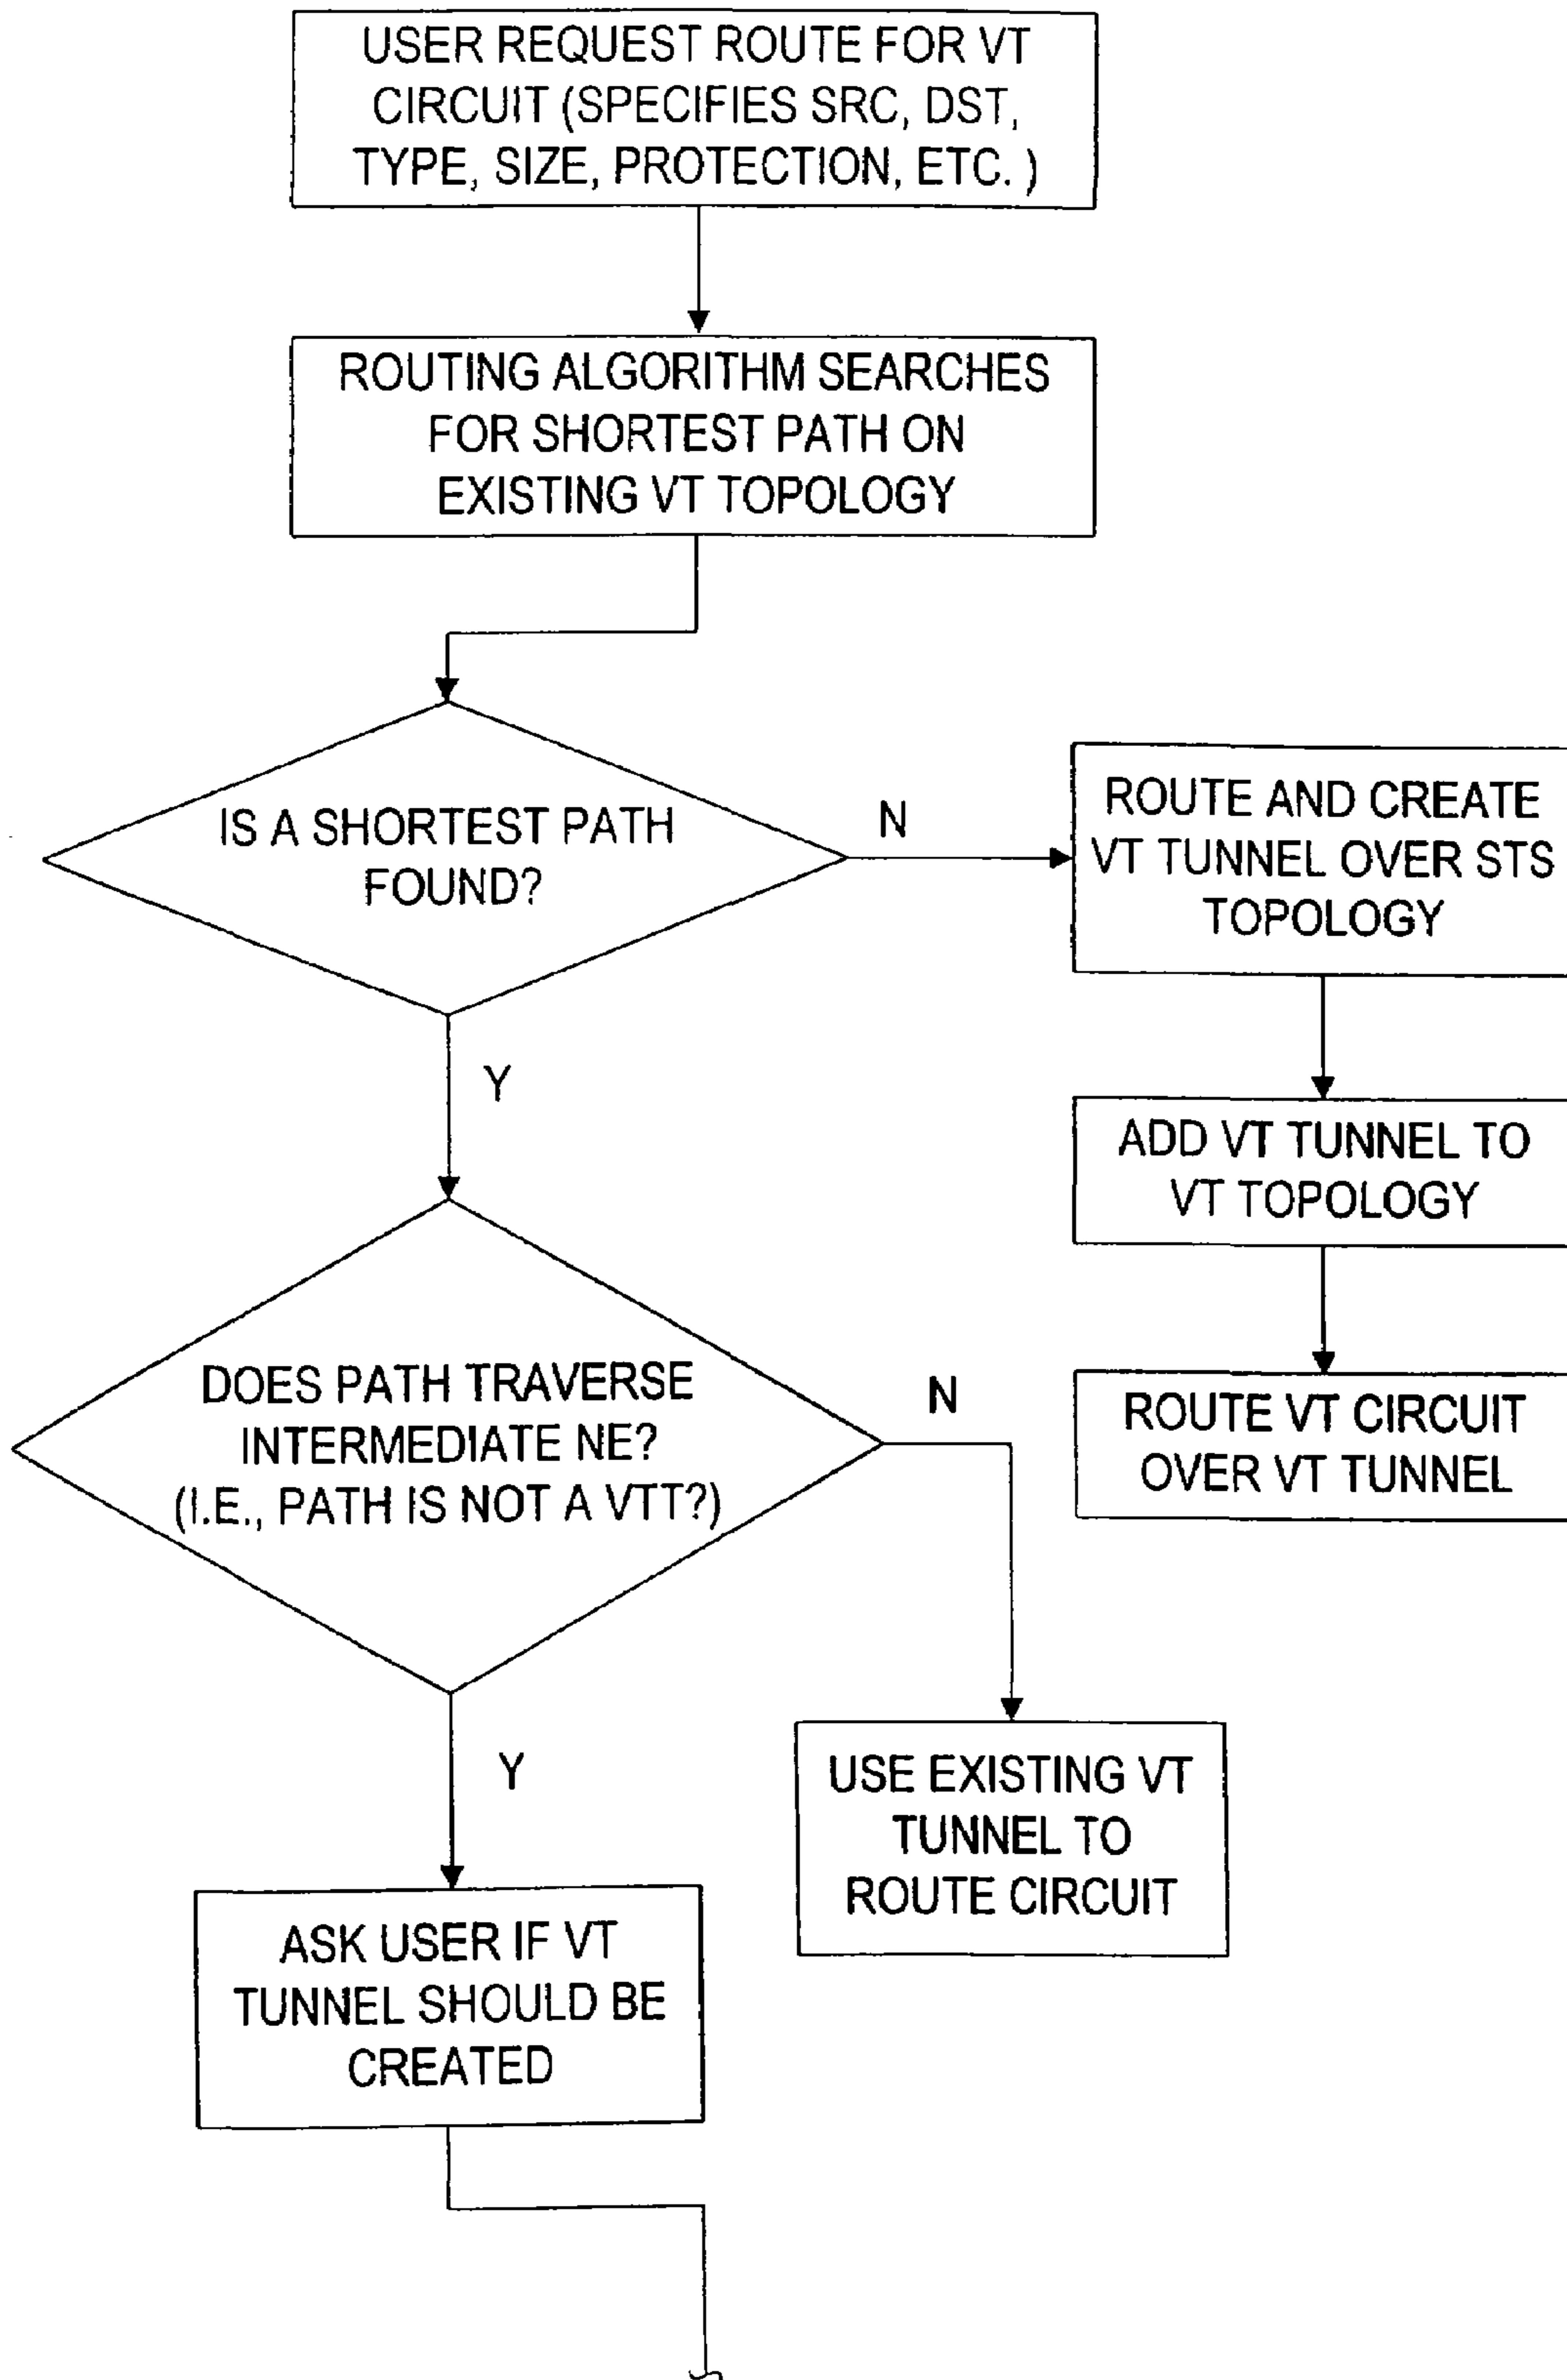 USER REQUEST ROUTE FOR VT
CIRCUIT (SPECIFIES SRC, DST,
TYPE, SIZE, PROTECTION, ETC. )
ROUTING ALGORITHM SEARCHES
FOR SHORTEST PATH ON
EXISTING VT TOPOLOGY
IS A SHORTEST PATH
FOUND?
N
ROUTE AND CREATE
VT TUNNEL OVER STS
TOPOLOGY
Y
ADD VT TUNNEL TO
VT TOPOLOGY
DOES PATH TRAVERSE
INTERMEDIATE NE?
(I.E., PATH IS NOT A VTT?)
N
ROUTE VT CIRCUIT
OVER VT TUNNEL
Y
USE EXISTING VT
TUNNEL TO
ROUTE CIRCUIT
ASK USER IF VT
TUNNEL SHOULD BE
CREATED